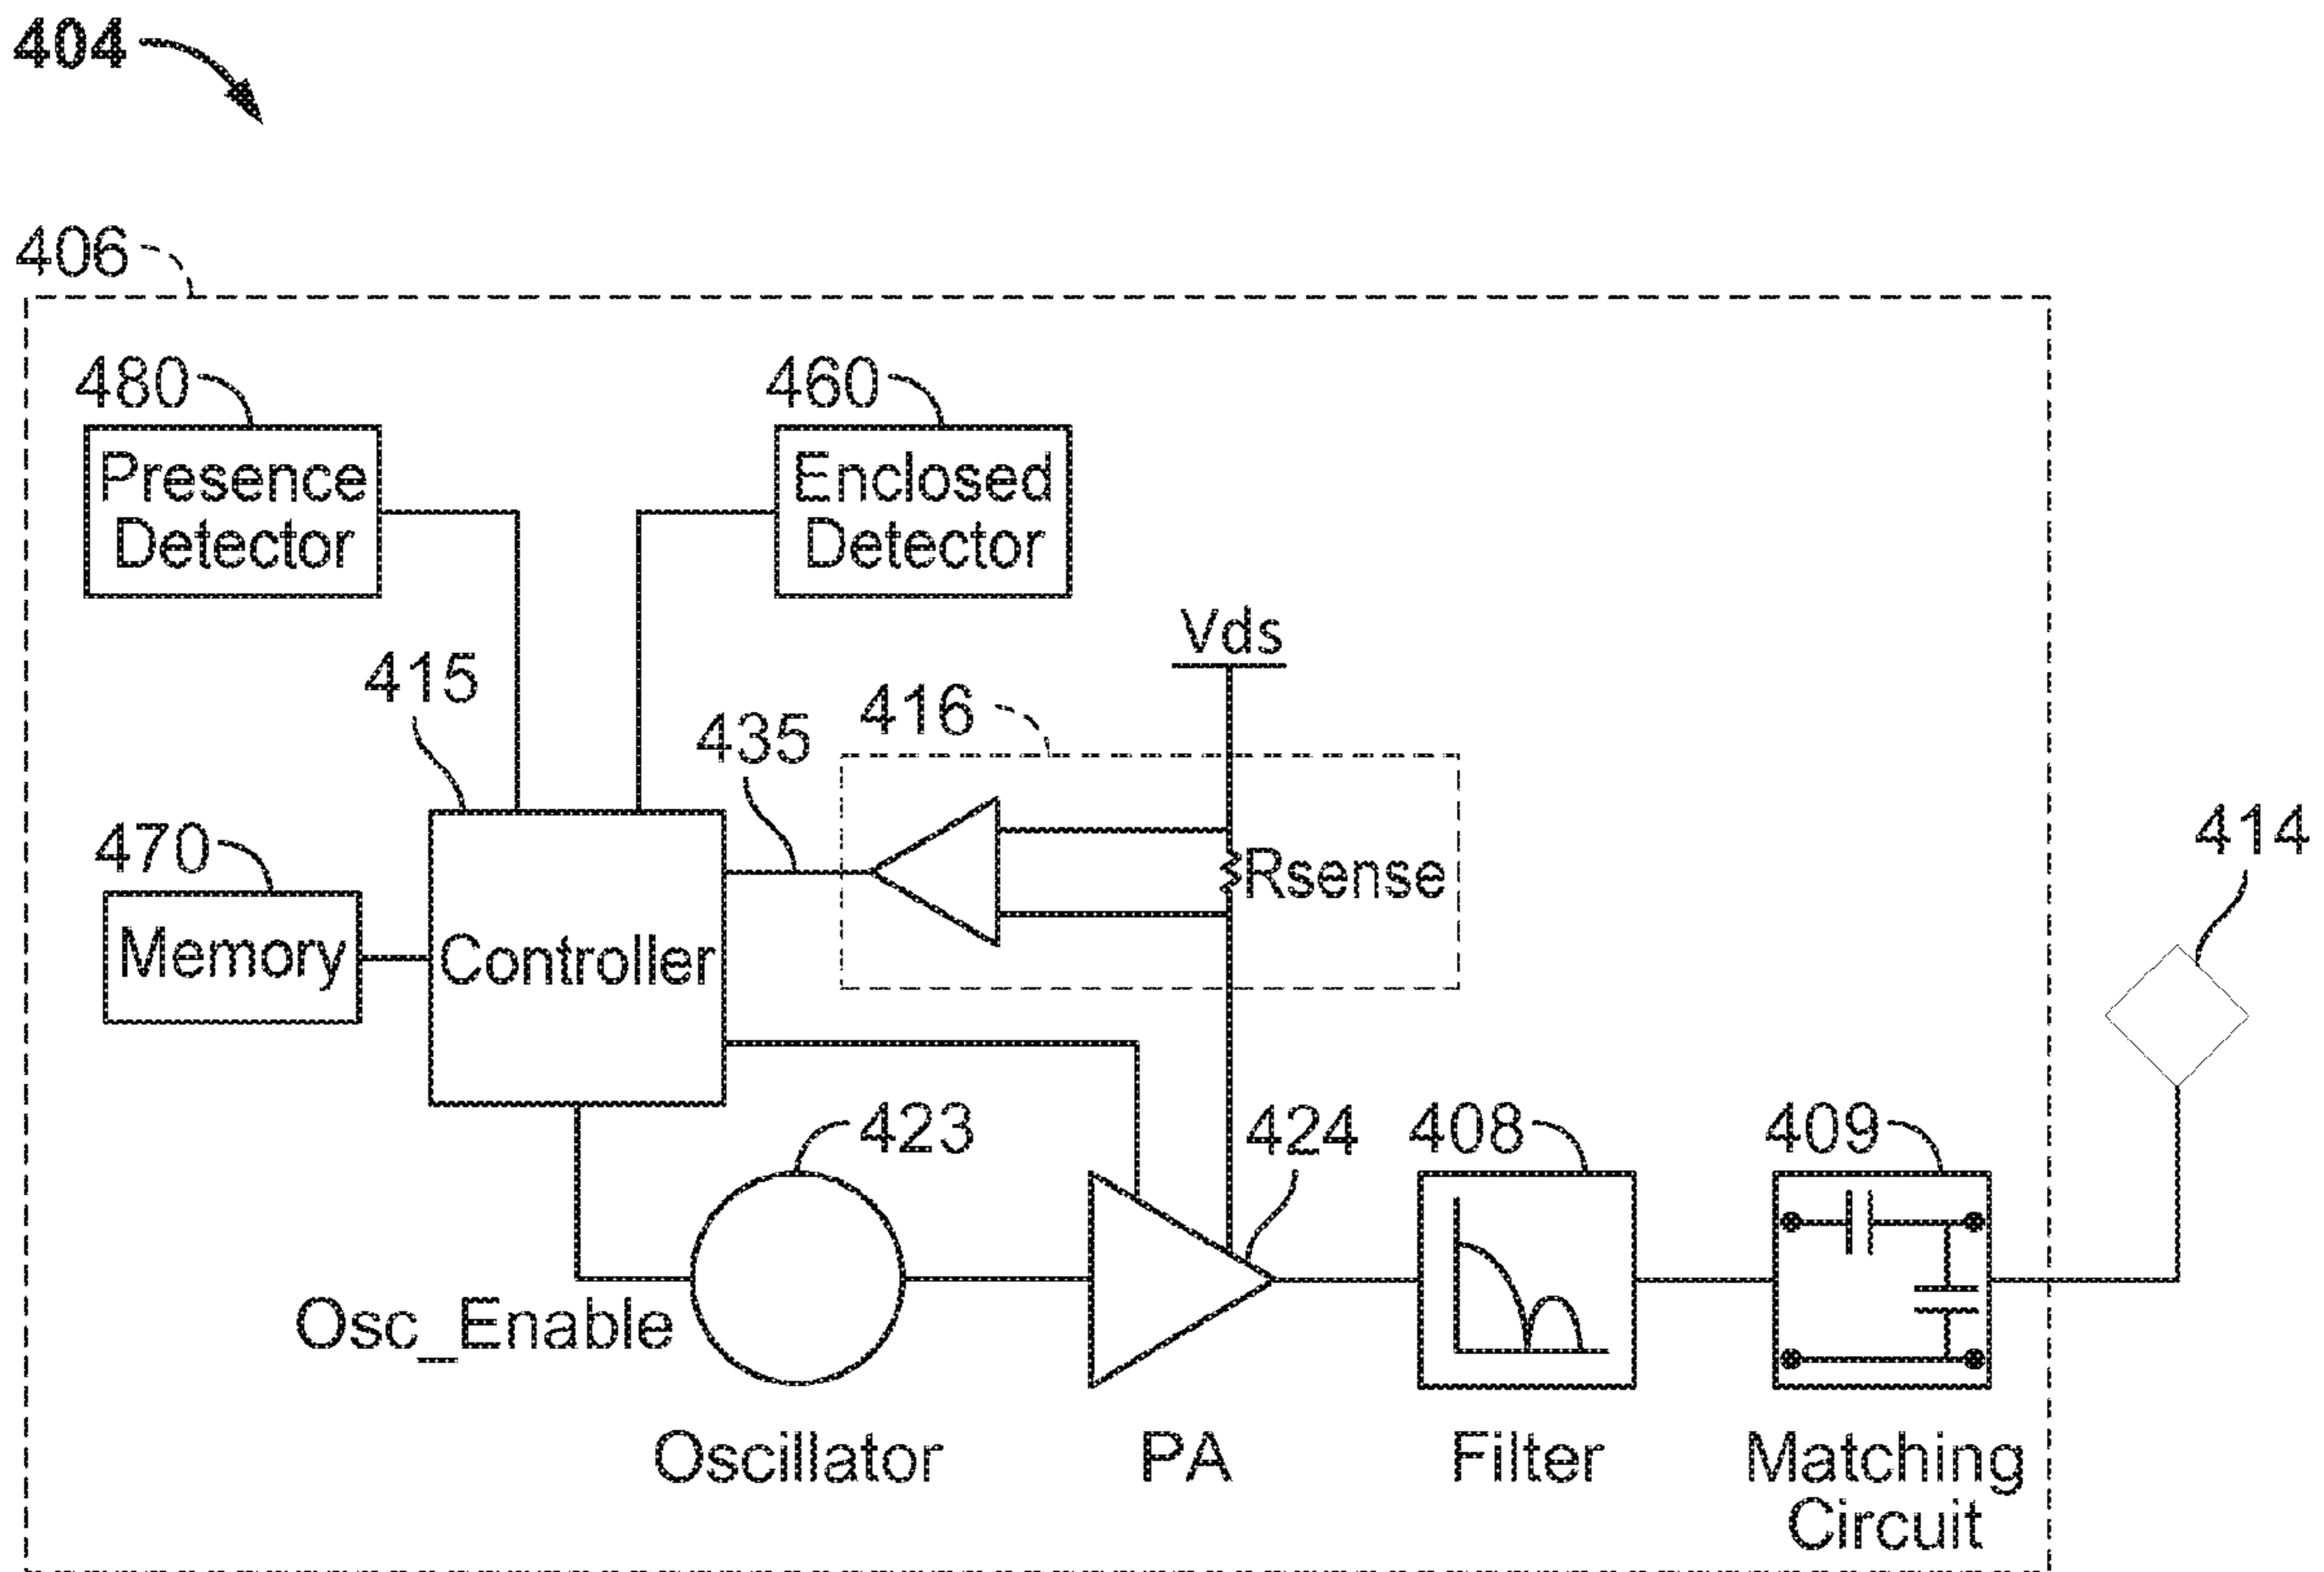 404
406
480
460
Presence
Detector
Enclosed
Detector
Vds
415
416
435
470
Rsense
414
Memory
Controller
423
424
408
409
Osc_Enable
Oscillator
PA
Filter
Matching
Circuit